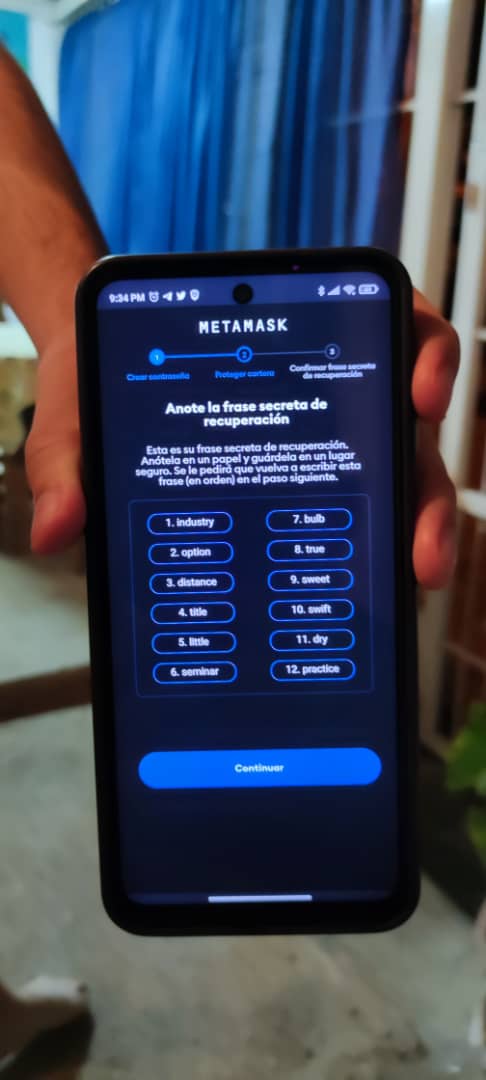 9:34 PM
METAMASK
1 2 3
Crear contraseña Proteger cartera Confirmar frase secreta
de recuperación
Anote la frase secreta de
recuperación
Esta es su frase secreta de recuperación.
Anótela en un papel y guárdela en un lugar
seguro. Se le pedirá que vuelva a escribir esta
frase (en orden) en el paso siguiente.
1. industry
2. option
3. distance
4. title
5. little
6. seminar
7. bulb
8. true
9. sweet
10. swift
11. dry
12. practice
Continuar